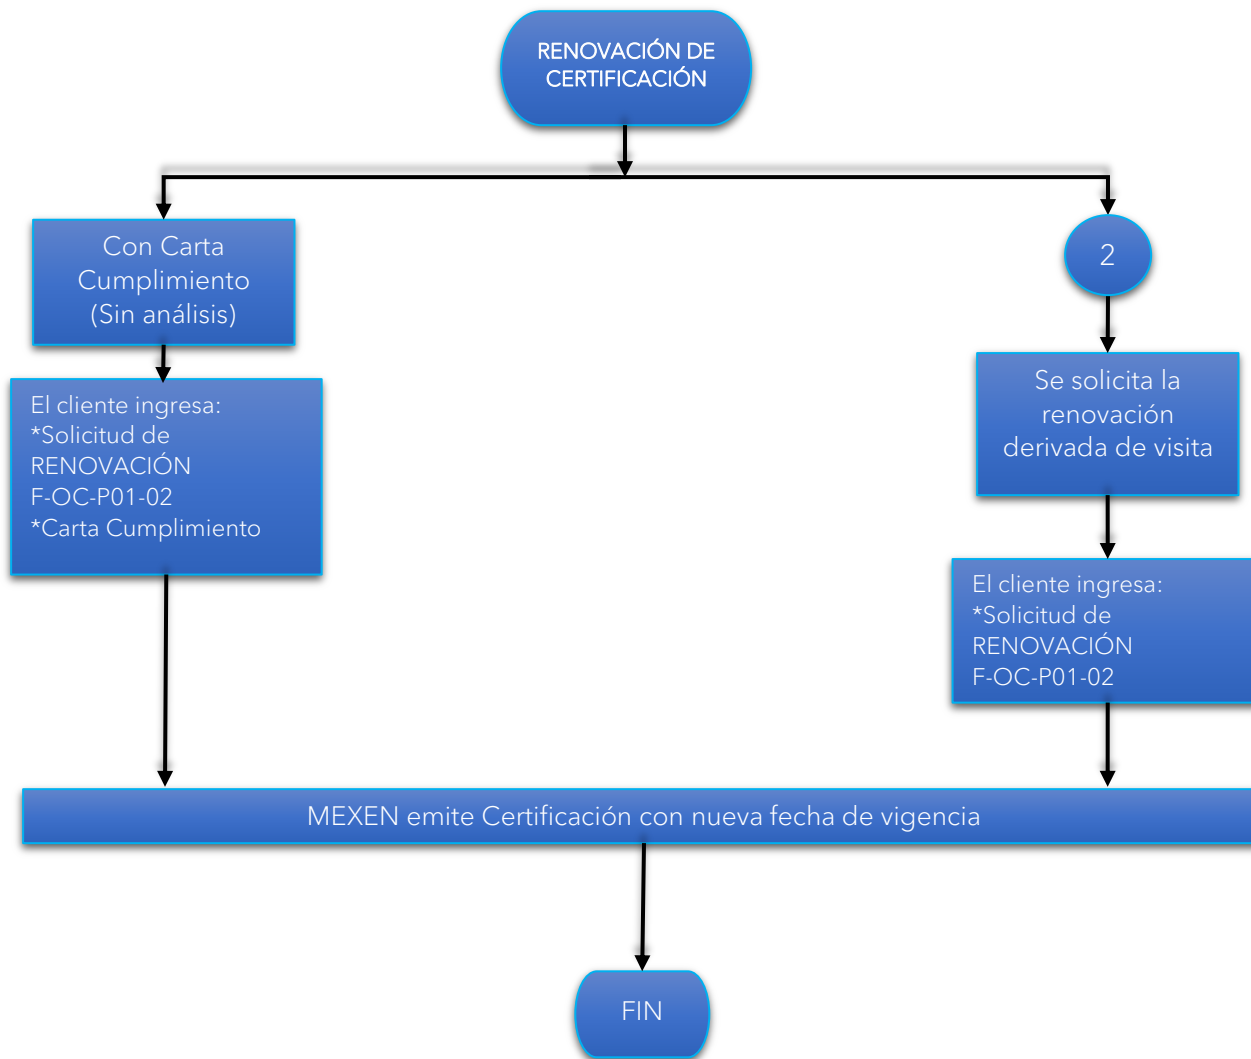 RENOVACIÓN DE
CERTIFICACIÓN
Con Carta
Cumplimiento
(Sin análisis)
El cliente ingresa:
*Solicitud de
RENOVACIÓN
F-OC-P01-02
*Carta Cumplimiento
2
Se solicita la
renovación
derivada de visita
El cliente ingresa:
*Solicitud de
RENOVACIÓN
F-OC-P01-02
MEXEN emite Certificación con nueva fecha de vigencia
FIN